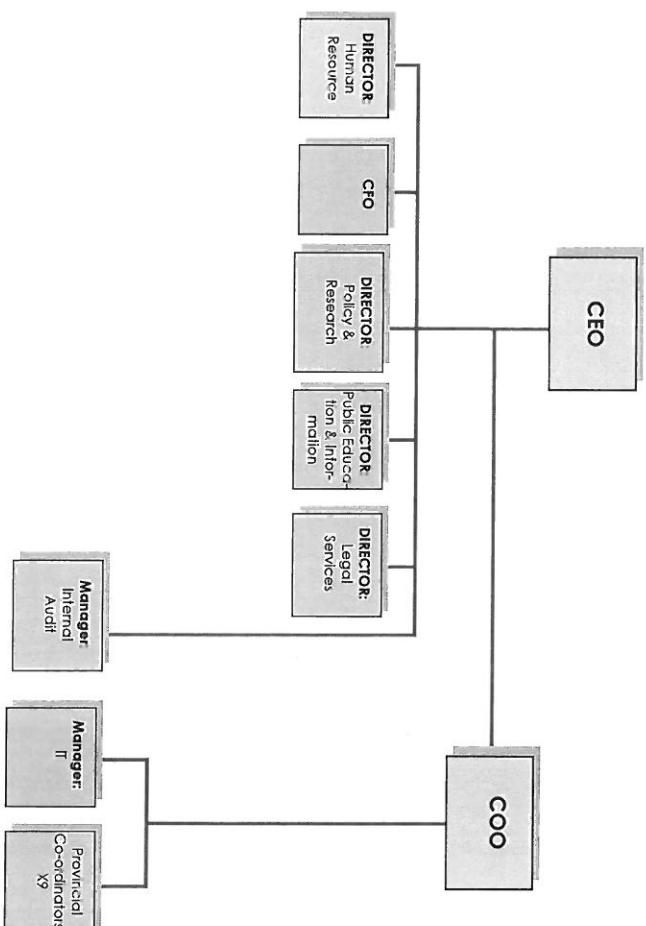 CEO
COO
DIRECTOR:
Human
Resource
CFO
DIRECTOR:
Policy &
Research
DIRECTOR:
Public Educa-
tion & Infor-
mation
DIRECTOR:
Legal
Services
Manager:
Internal
Audit
Manager:
IT
Provincial
Co-ordinators
X9